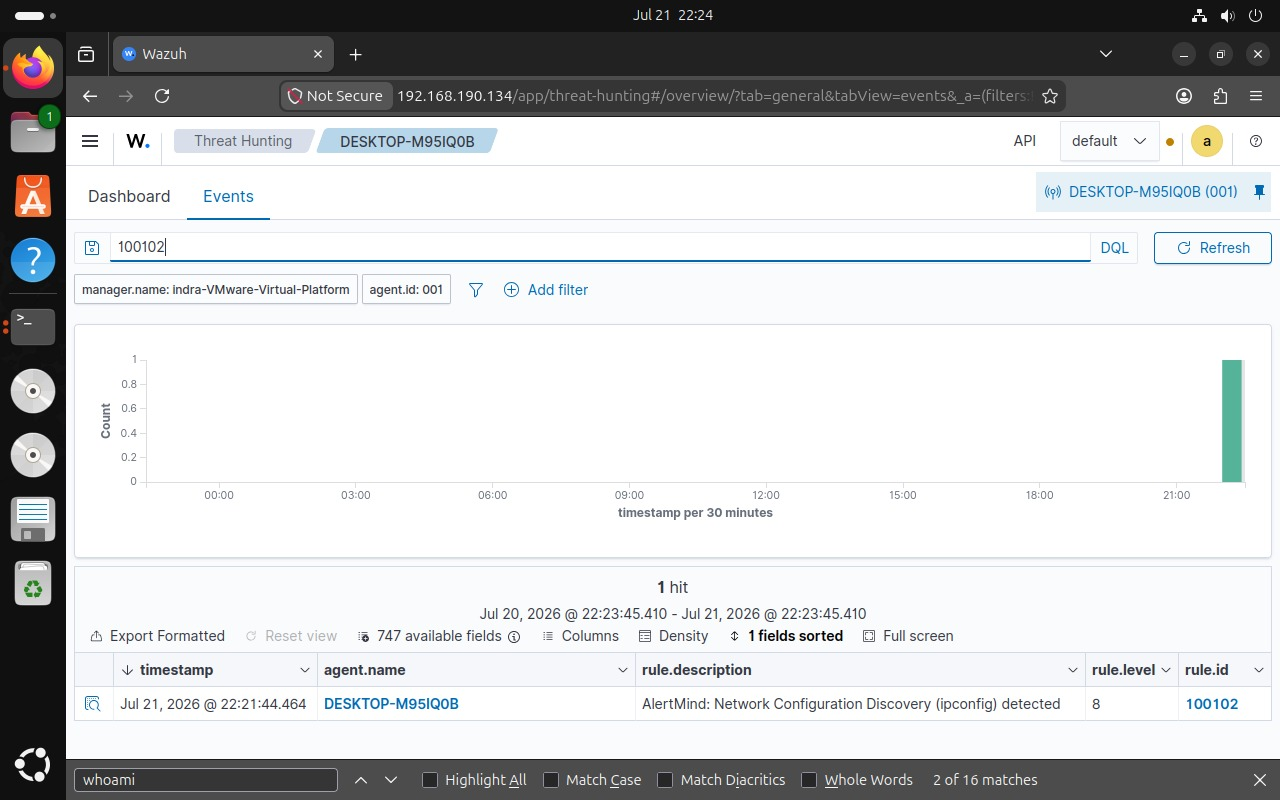 Jul 21 22:24
1
Wazuh
Not Secure 192.168.190.134/app/threat-hunting#/overview/?tab=general&tabView=events&_a=(filters:
W. Threat Hunting DESKTOP-M95IQ0B API default a
Dashboard Events DESKTOP-M95IQ0B (001)
100102 DQL Refresh
manager.name: indra-VMware-Virtual-Platform agent.id: 001 Add filter
1
0.8
0.6
0.4
0.2
0
Count
00:00 03:00 06:00 09:00 12:00 15:00 18:00 21:00
timestamp per 30 minutes
1 hit
Jul 20, 2026 @ 22:23:45.410 - Jul 21, 2026 @ 22:23:45.410
Export Formatted Reset view 747 available fields Columns Density 1 fields sorted Full screen
timestamp agent.name rule.description rule.level rule.id
Jul 21, 2026 @ 22:21:44.464 DESKTOP-M95IQ0B AlertMind: Network Configuration Discovery (ipconfig) detected 8 100102
whoami Highlight All Match Case Match Diacritics Whole Words 2 of 16 matches